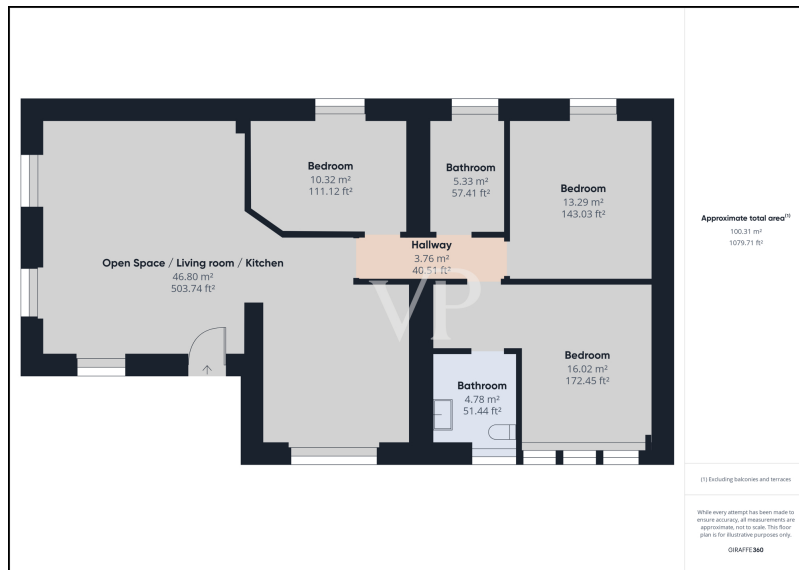 Bedroom
10.32 m²
111.12 ft²
Bathroom
5.33 m²
57.41 ft²
Bedroom
13.29 m²
143.03 ft²
Hallway
3.76 m²
40.51 ft²
Open Space / Living room / Kitchen
46.80 m²
503.74 ft²
VP
Bedroom
16.02 m²
172.45 ft²
Bathroom
4.78 m²
51.44 ft²
Approximate total area(1)
100.31 m²
1079.71 ft²
(1) Excluding balconies and terraces
While every attempt has been made to
ensure accuracy, all measurements are
approximate, not to scale. This floor
plan is for illustrative purposes only.
GIRAFFE360